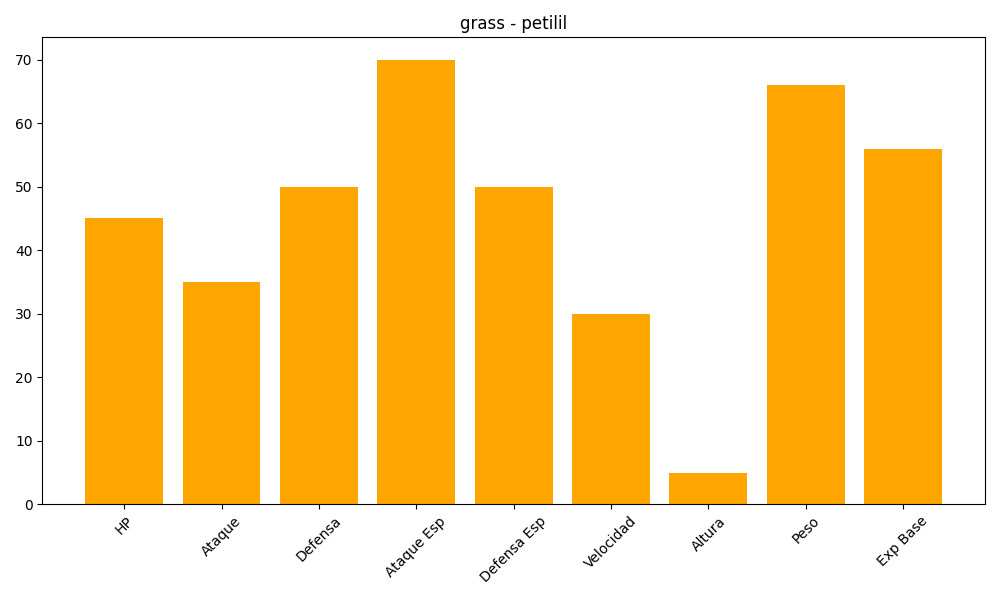 grass - petilil
70
60
50
40
30
20
10
0
HP
Ataque
Defensa
Ataque Esp
Defensa Esp
Velocidad
Altura
Peso
Exp Base